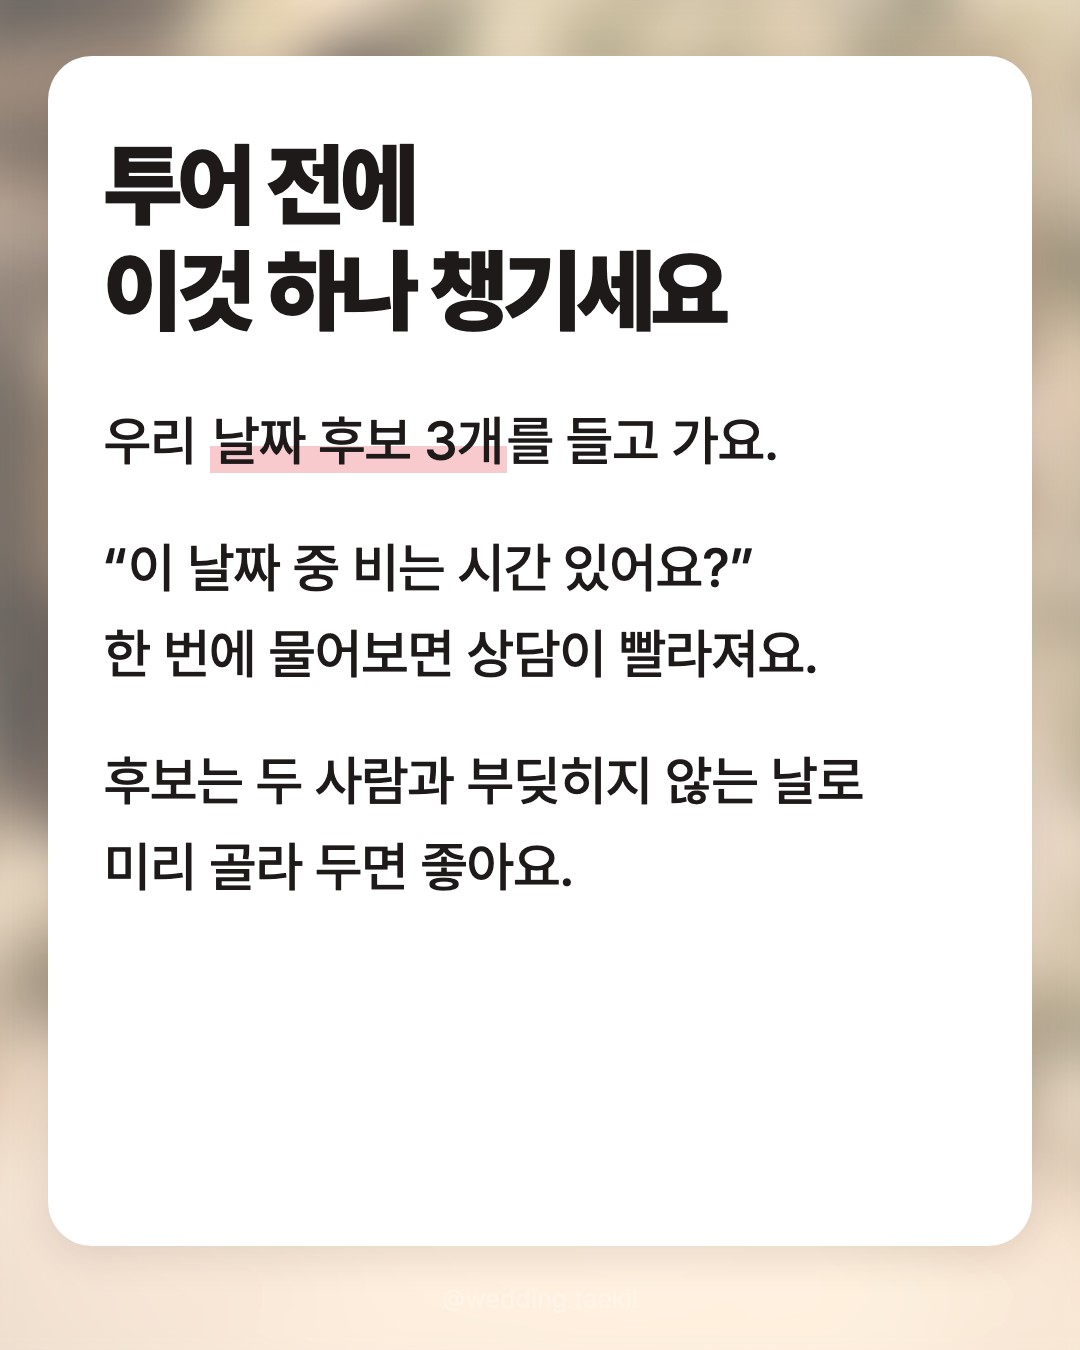 투어 전에
이것 하나 챙기세요
우리 날짜 후보 3개를 들고 가요.
“이 날짜 중 비는 시간 있어요?”
한 번에 물어보면 상담이 빨라져요.
후보는 두 사람과 부딪히지 않는 날로
미리 골라 두면 좋아요.